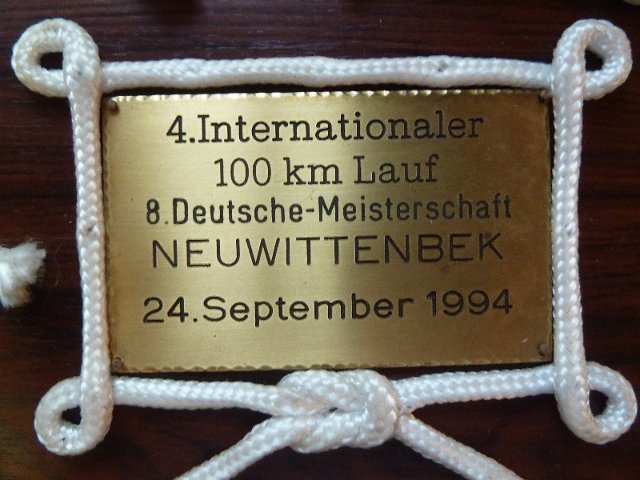 4.Internationaler
100 km Lauf
8.Deutsche-Meisterschaft
NEUWITTENBEK
24.September 1994